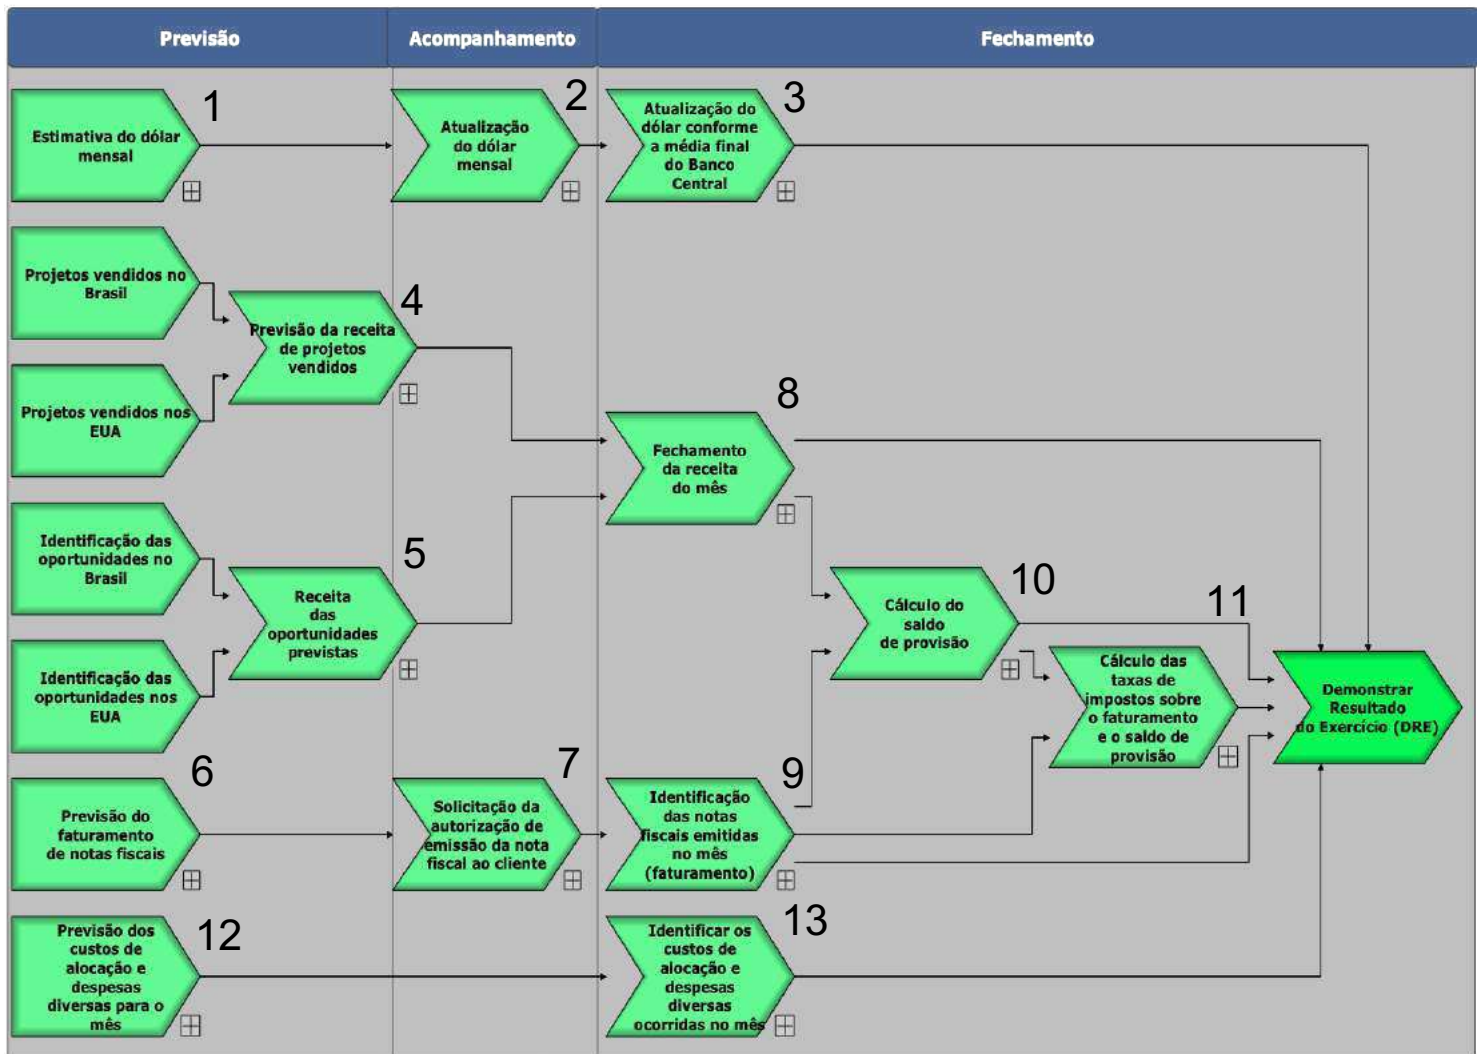 Previsão
Acompanhamento
Fechamento
1
Estimativa do dólar
mensal
2
Atualização
do dólar
mensal
3
Atualização do
dólar conforme
a média final
do Banco
Central
Projetos vendidos no
Brasil
4
Previsão da receita
de projetos
vendidos
Projetos vendidos nos
EUA
8
Fechamento
da receita
do mês
Identificação das
oportunidades no
Brasil
5
Receita
das
oportunidades
previstas
Identificação das
oportunidades nos
EUA
10
Cálculo do
saldo
de provisão
11
Cálculo das
taxas de
impostos sobre
o faturamento
e o saldo de
provisão
Demonstrar
Resultado
do Exercício (DRE)
6
Previsão do
faturamento
de notas fiscais
7
Solicitação da
autorização de
emissão da nota
fiscal ao cliente
9
Identificação
das notas
fiscais emitidas
no mês
(faturamento)
12
Previsão dos
custos de
alocação e
despesas
diversas para o
mês
13
Identificar os
custos de
alocação e
despesas
diversas
ocorridas no mês